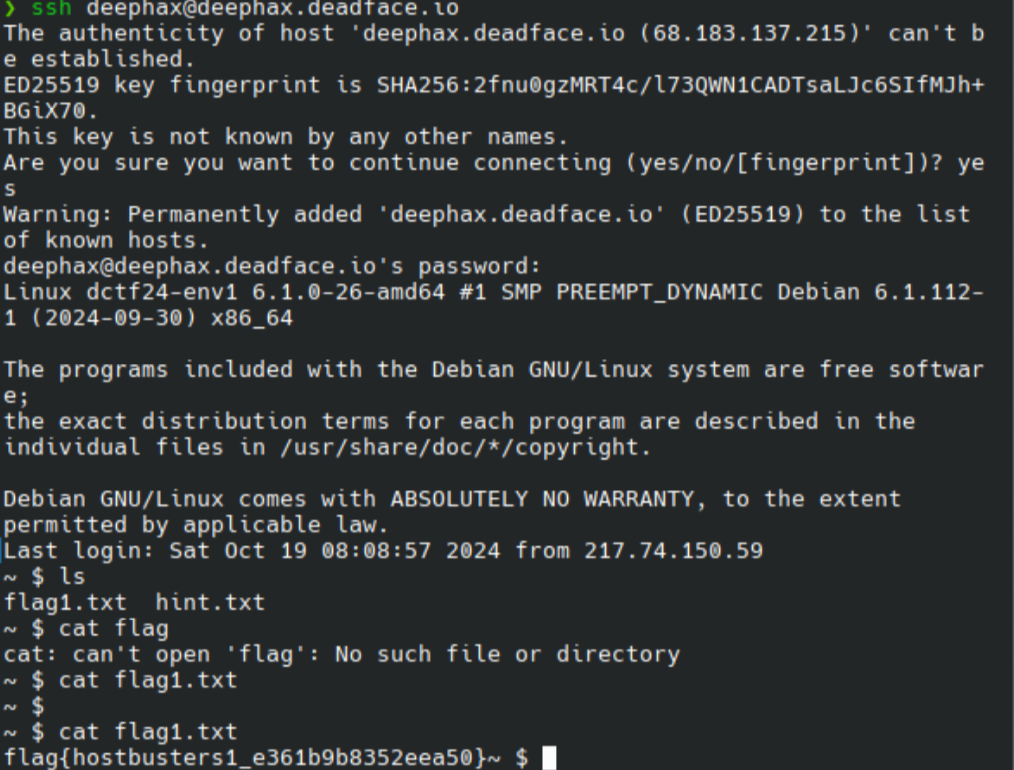 ❯ ssh deephax@deephax.deadface.io
The authenticity of host 'deephax.deadface.io (68.183.137.215)' can't b
e established.
ED25519 key fingerprint is SHA256:2fnu0gzMRT4c/l73QWN1CADTsaLJc6SIfMJh+
BGiX70.
This key is not known by any other names.
Are you sure you want to continue connecting (yes/no/[fingerprint])? ye
s
Warning: Permanently added 'deephax.deadface.io' (ED25519) to the list
of known hosts.
deephax@deephax.deadface.io's password:
Linux dctf24-env1 6.1.0-26-amd64 #1 SMP PREEMPT_DYNAMIC Debian 6.1.112-
1 (2024-09-30) x86_64
The programs included with the Debian GNU/Linux system are free softwar
e;
the exact distribution terms for each program are described in the
individual files in /usr/share/doc/*/copyright.
Debian GNU/Linux comes with ABSOLUTELY NO WARRANTY, to the extent
permitted by applicable law.
Last login: Sat Oct 19 08:08:57 2024 from 217.74.150.59
~ $ ls
flag1.txt  hint.txt
~ $ cat flag
cat: can't open 'flag': No such file or directory
~ $ cat flag1.txt
~ $
~ $ cat flag1.txt
flag{hostbusters1_e361b9b8352eea50}~ $